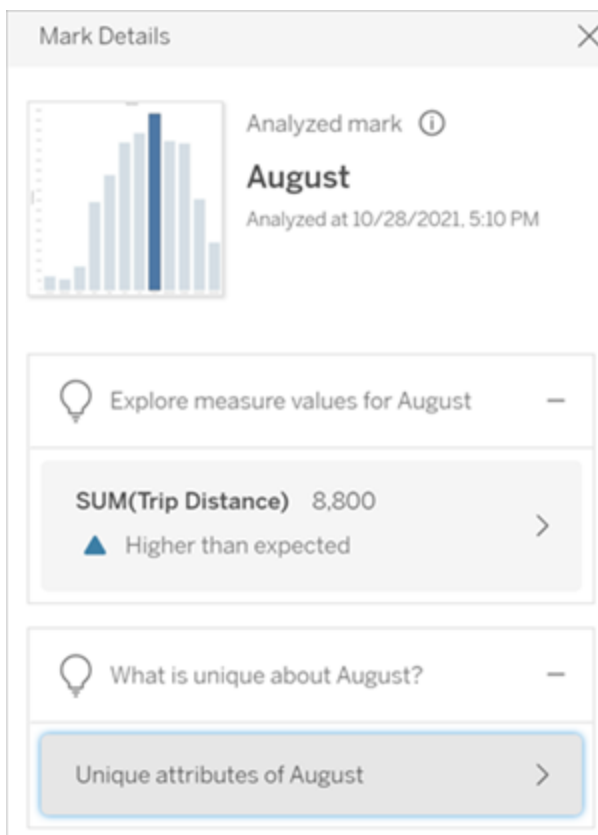 Mark Details
Analyzed mark
August
Analyzed at 10/28/2021, 5:10 PM
Explore measure values for August
SUM(Trip Distance) 8,800
Higher than expected
What is unique about August?
Unique attributes of August